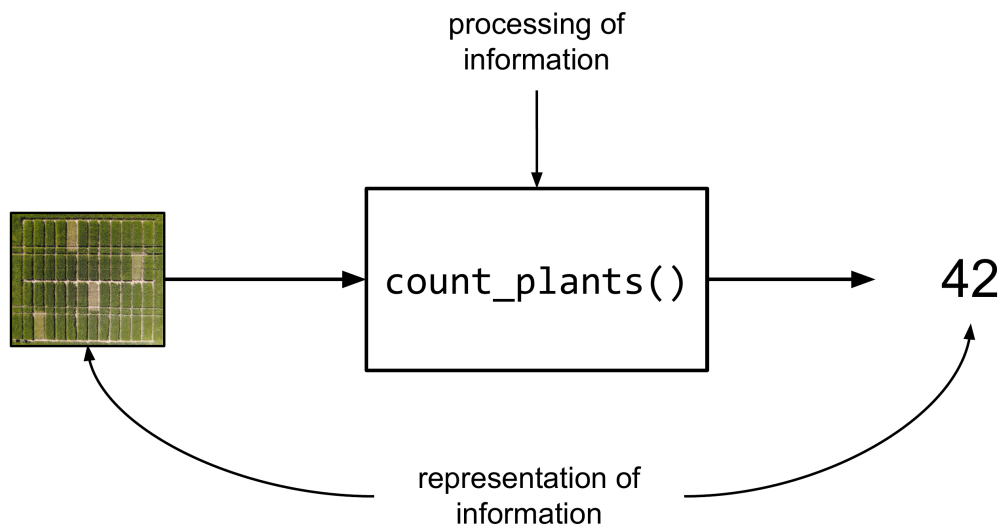 processing of
information
count_plants()
42
representation of
information